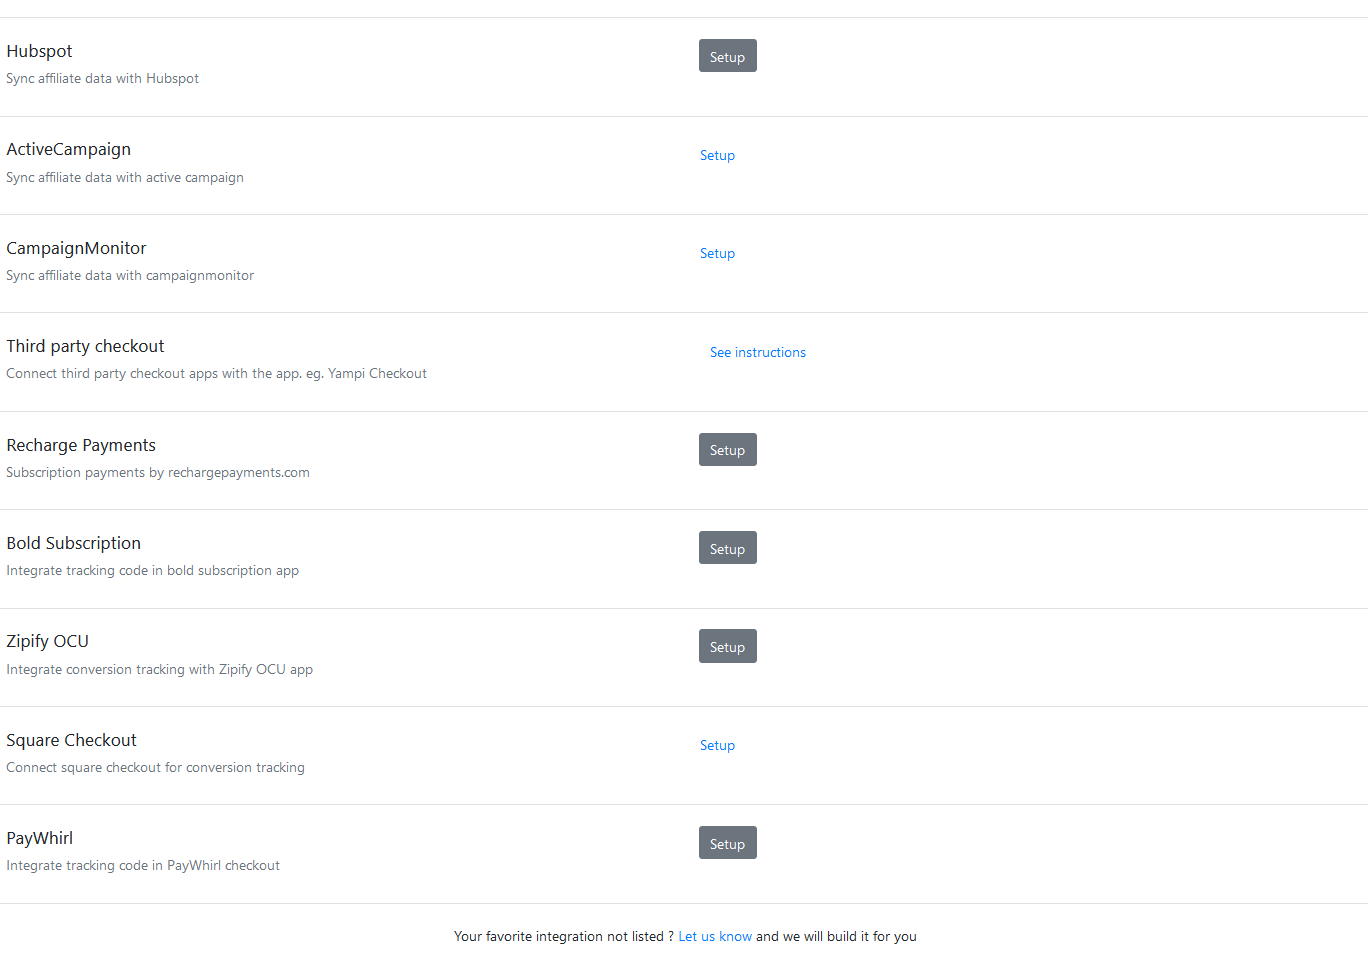 Hubspot
Setup
Sync affiliate data with Hubspot
ActiveCampaign
Setup
Sync affiliate data with active campaign
CampaignMonitor
Setup
Sync affiliate data with campaignmonitor
Third party checkout
See instructions
Connect third party checkout apps with the app. eg. Yampi Checkout
Recharge Payments
Setup
Subscription payments by rechargepayments.com
Bold Subscription
Setup
Integrate tracking code in bold subscription app
Zipify OCU
Setup
Integrate conversion tracking with Zipify OCU app
Square Checkout
Setup
Connect square checkout for conversion tracking
PayWhirl
Setup
Integrate tracking code in PayWhirl checkout
Your favorite integration not listed ? Let us know and we will build it for you